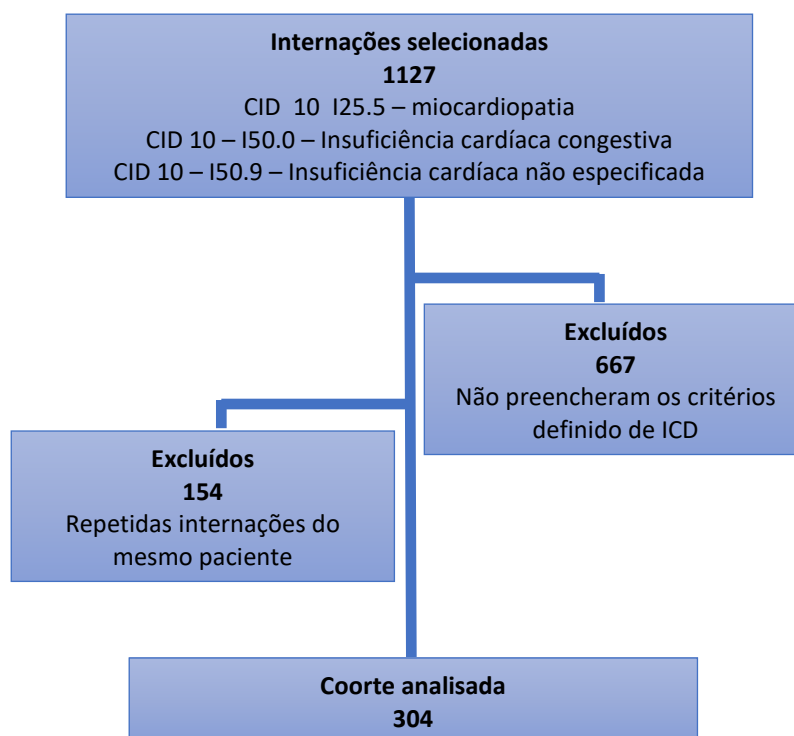 Internações selecionadas
1127
CID 10 I25.5 – miocardiopatia
CID 10 – I50.0 – Insuficiência cardíaca congestiva
CID 10 – I50.9 – Insuficiência cardíaca não especificada
Excluídos
667
Não preencheram os critérios
definido de ICD
Excluídos
154
Repetidas internações do
mesmo paciente
Coorte analisada
304